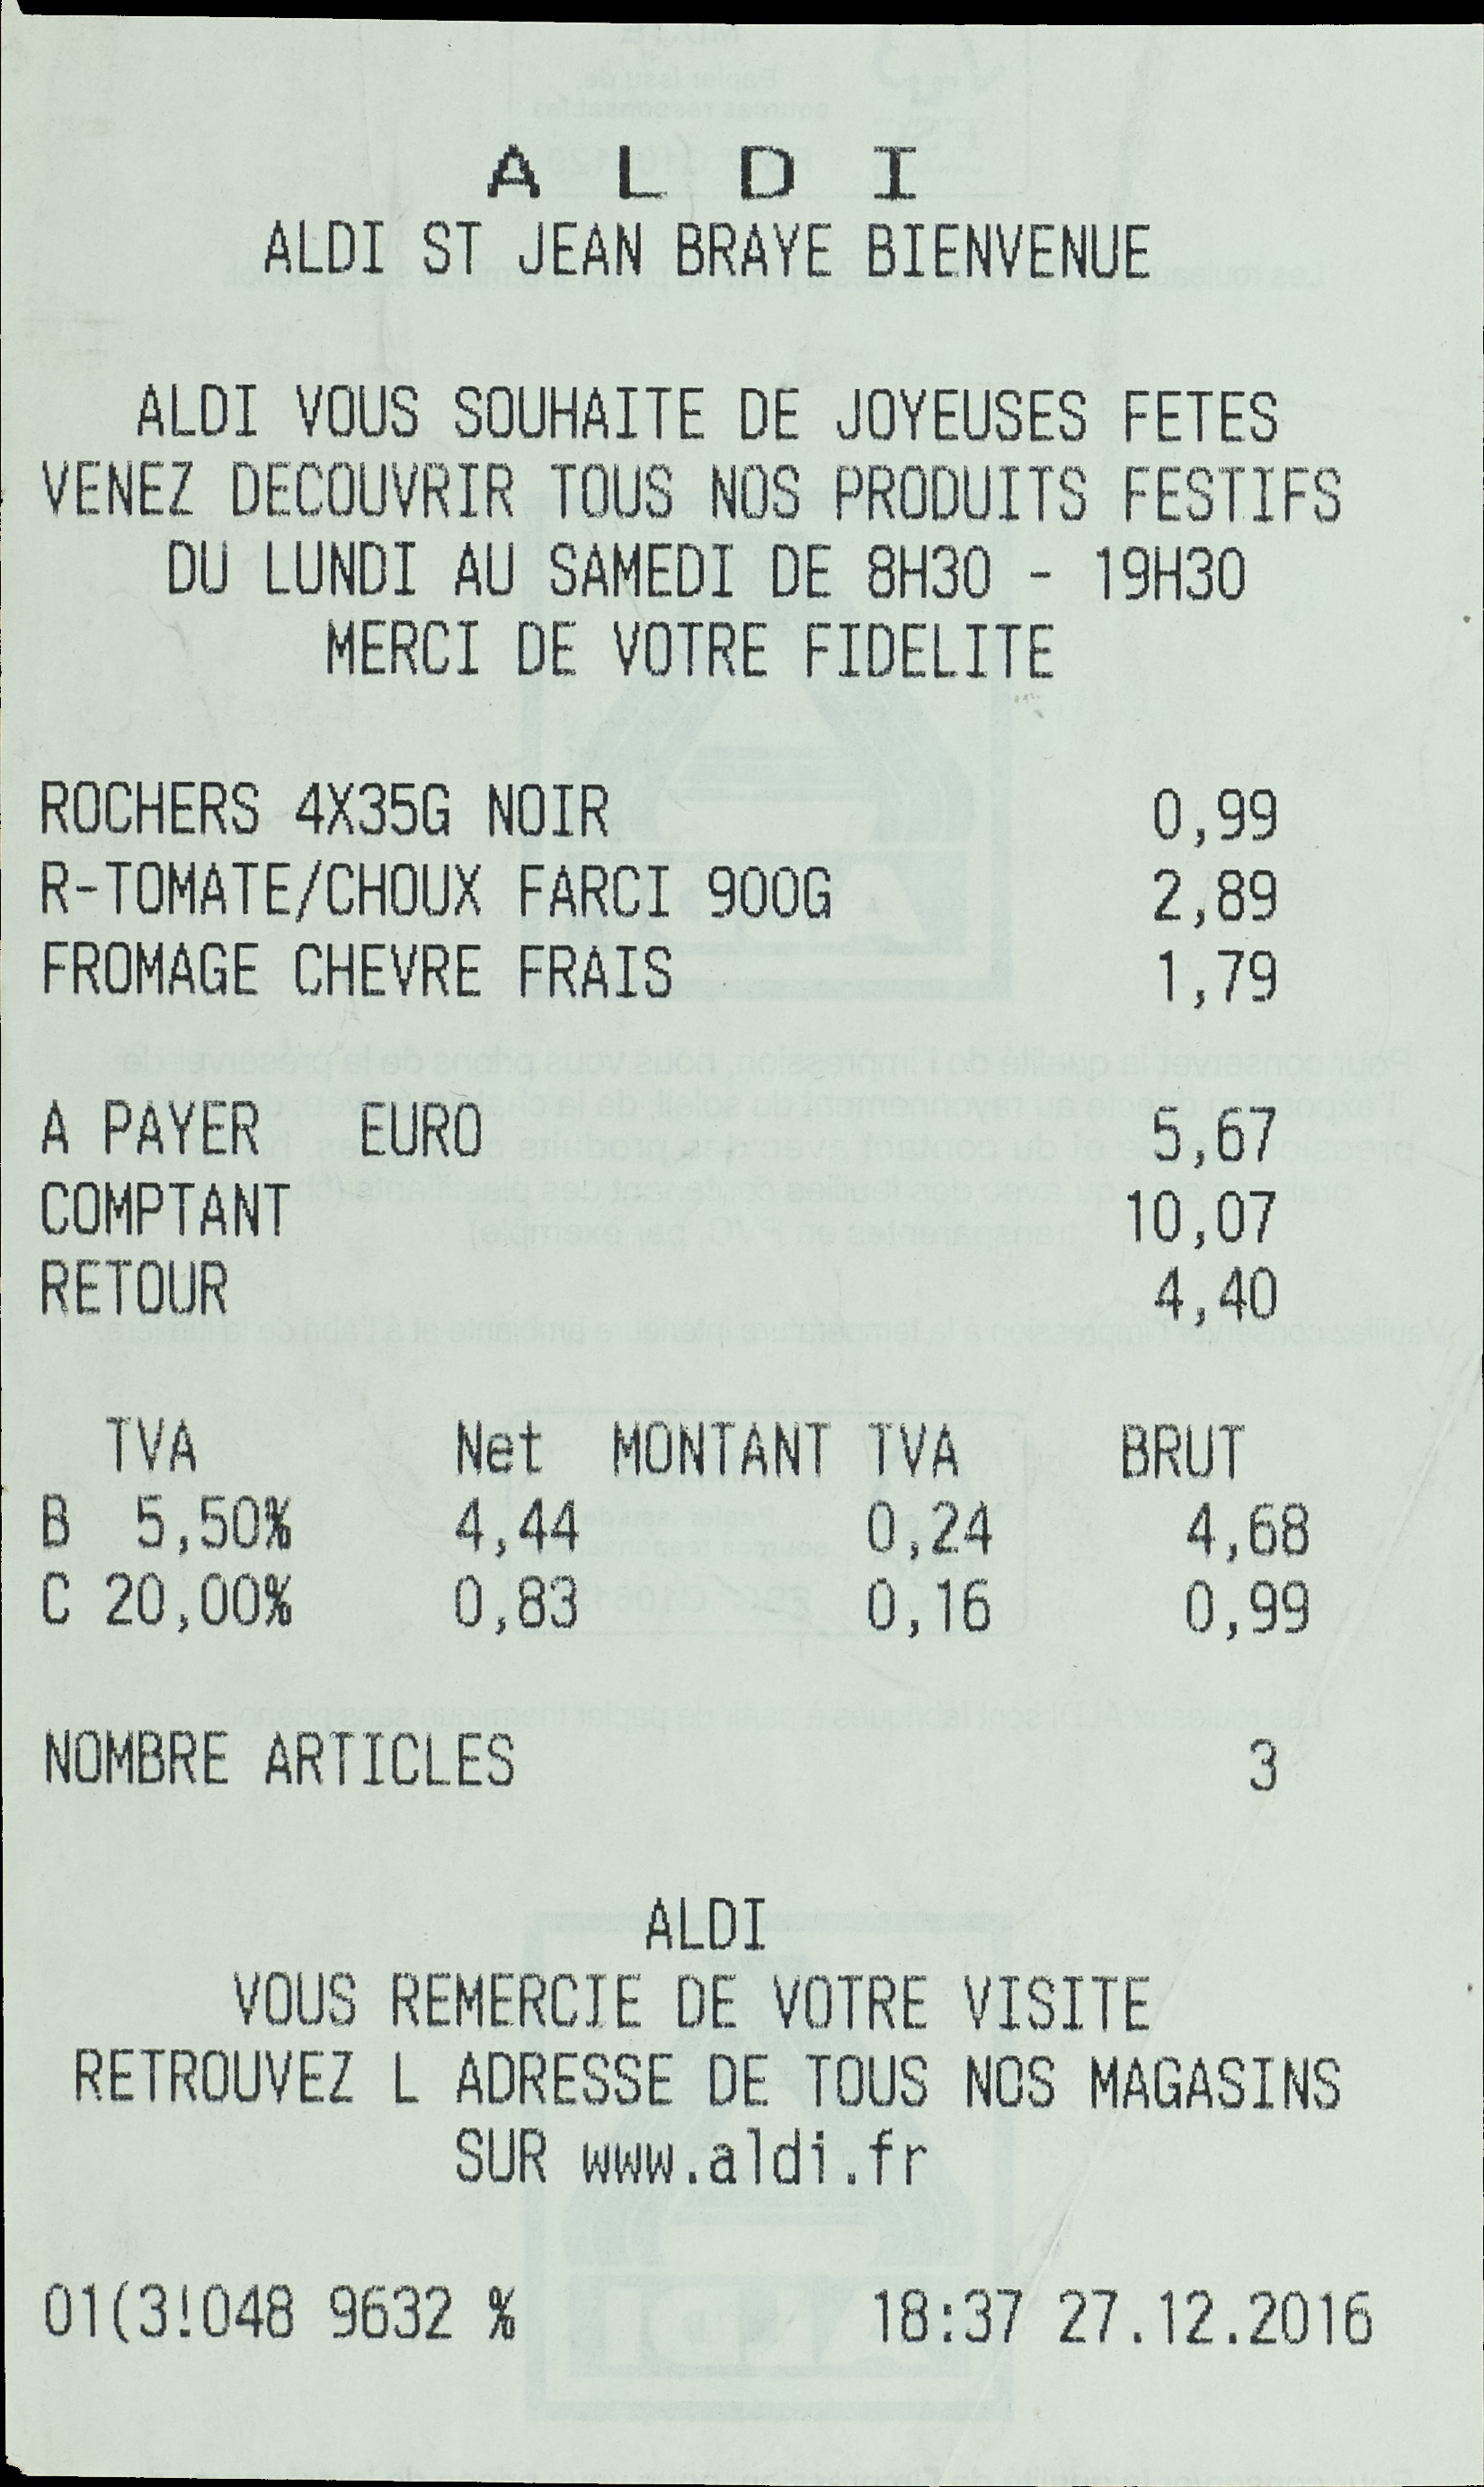 A L D I
ALDI ST JEAN BRAYE BIENVENUE
ALDI VOUS SOUHAITE DE JOYEUSES FETES
VENEZ DECOUVRIR TOUS NOS PRODUITS FESTIFS
DU LUNDI AU SAMEDI DE 8H30 - 19H30
MERCI DE VOTRE FIDELITE
ROCHERS 4X35G NOIR 0,99
R-TOMATE/CHOUX FARCI 900G 2,89
FROMAGE CHEVRE FRAIS 1,79
A PAYER EURO 5,67
COMPTANT 10,07
RETOUR 4,40
TVA Net MONTANT TVA BRUT
B 5,50% 4,44 0,24 4,68
C 20,00% 0,83 0,16 0,99
NOMBRE ARTICLES 3
ALDI
VOUS REMERCIE DE VOTRE VISITE
RETROUVEZ L ADRESSE DE TOUS NOS MAGASINS
SUR www.aldi.fr
01(3!048 9632 % 18:37 27.12.2016